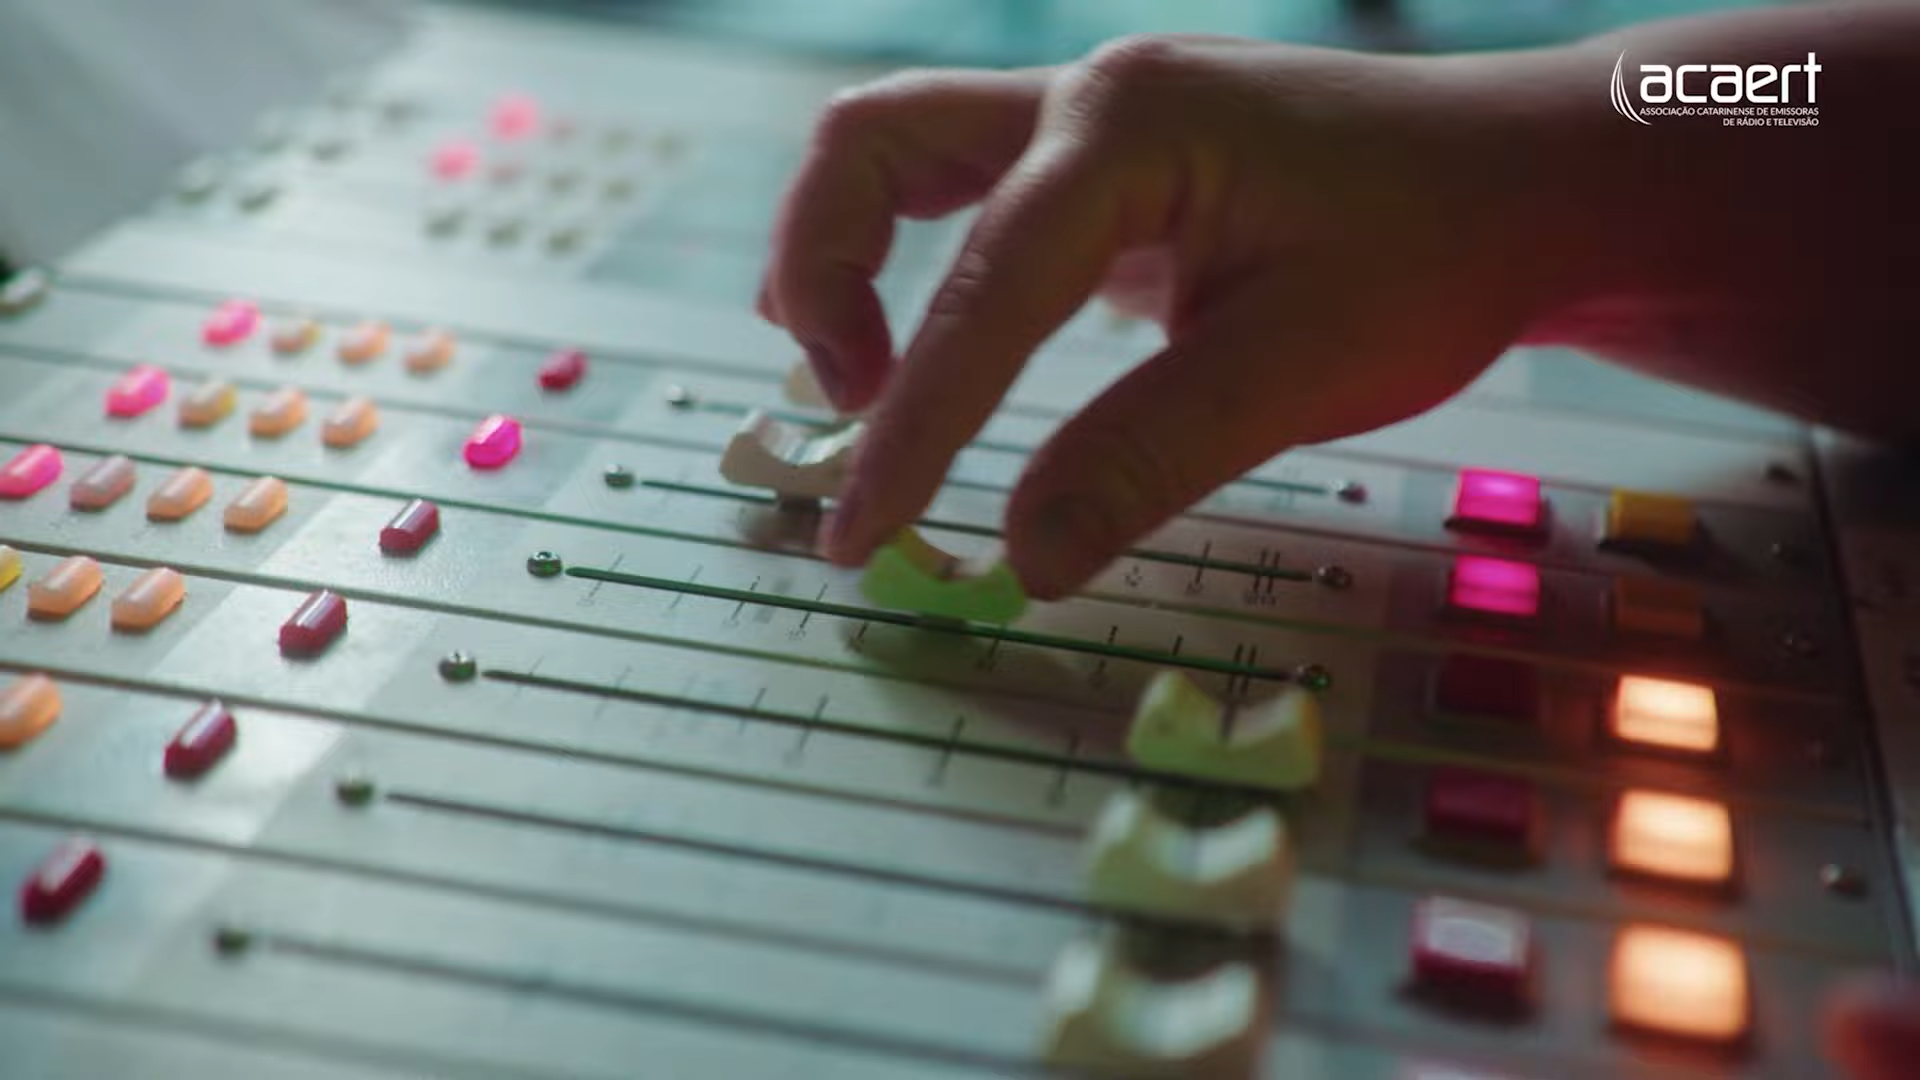 acaert
ASSOCIAÇÃO CATARINENSE DE EMISSORAS
DE RÁDIO E TELEVISÃO